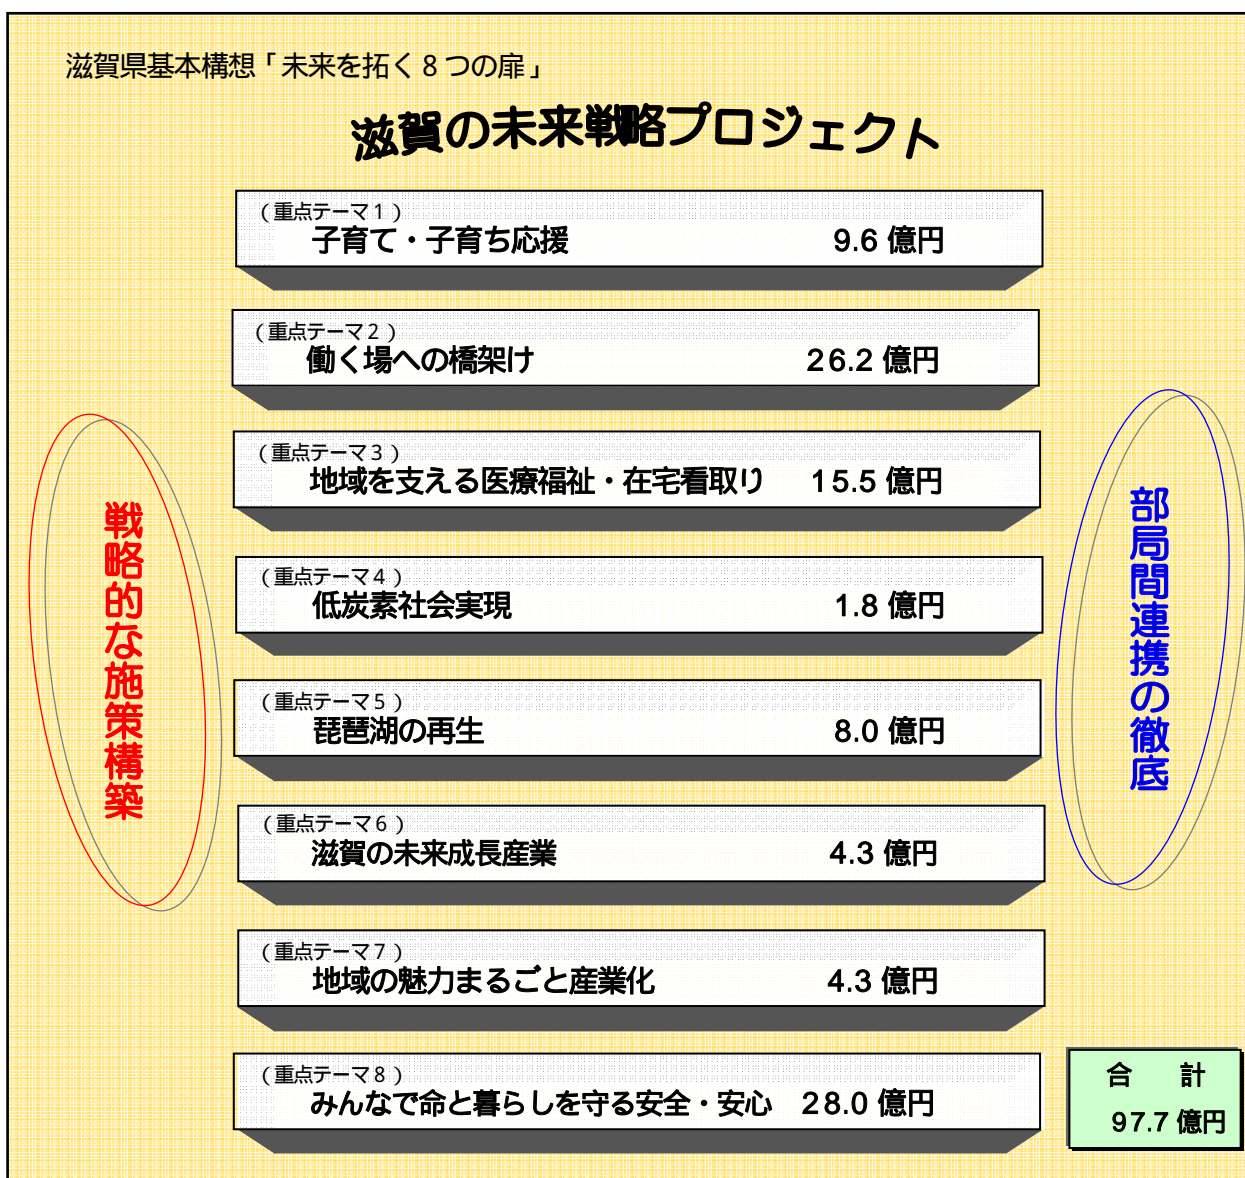 滋賀県基本構想「未来を拓く8つの扉」
滋賀の未来戦略プロジェクト
(重点テーマ1)
子育て・子育ち応援 9.6 億円
(重点テーマ2)
働く場への橋架け 26.2 億円
(重点テーマ3)
地域を支える医療福祉・在宅看取り 15.5 億円
(重点テーマ4)
低炭素社会実現 1.8 億円
(重点テーマ5)
琵琶湖の再生 8.0 億円
(重点テーマ6)
滋賀の未来成長産業 4.3 億円
(重点テーマ7)
地域の魅力まるごと産業化 4.3 億円
(重点テーマ8)
みんなで命と暮らしを守る安全・安心 28.0 億円
戦略的な施策構築
部局間連携の徹底
合 計
97.7 億円